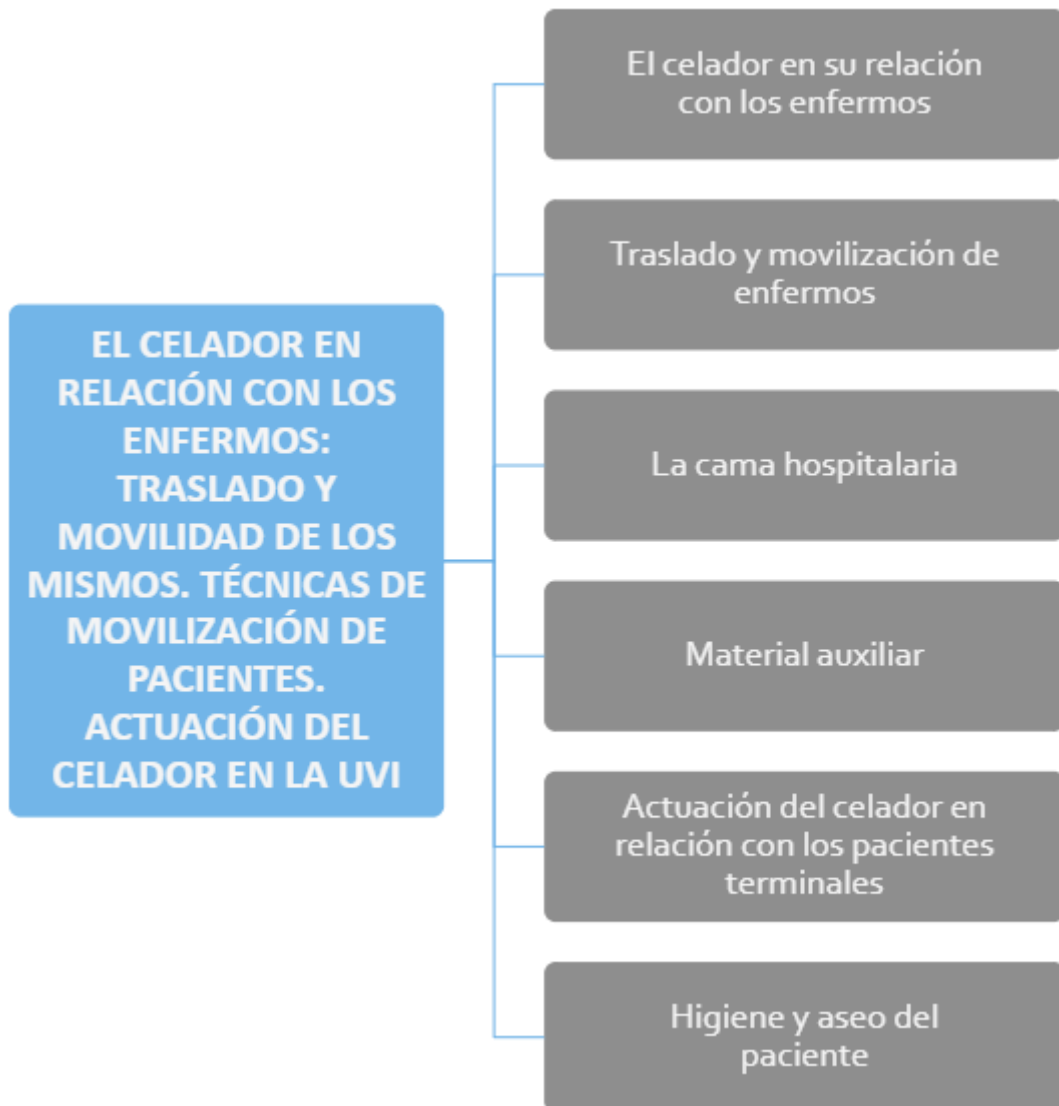 EL CELADOR EN
RELACIÓN CON LOS
ENFERMOS:
TRASLADO Y
MOVILIDAD DE LOS
MISMOS. TÉCNICAS DE
MOVILIZACIÓN DE
PACIENTES.
ACTUACIÓN DEL
CELADOR EN LA UVI
El celador en su relación
con los enfermos
Traslado y movilización de
enfermos
La cama hospitalaria
Material auxiliar
Actuación del celador en
relación con los pacientes
terminales
Higiene y aseo del
paciente